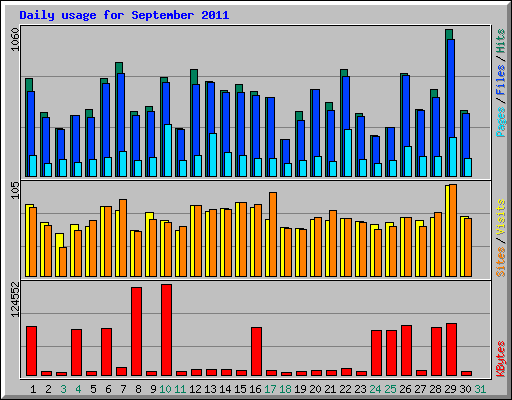 Daily usage for September 2011
1060
Pages / Files / Hits
105
Sites / Visits
124552
KBytes
1 2 3 4 5 6 7 8 9 10 11 12 13 14 15 16 17 18 19 20 21 22 23 24 25 26 27 28 29 30 31